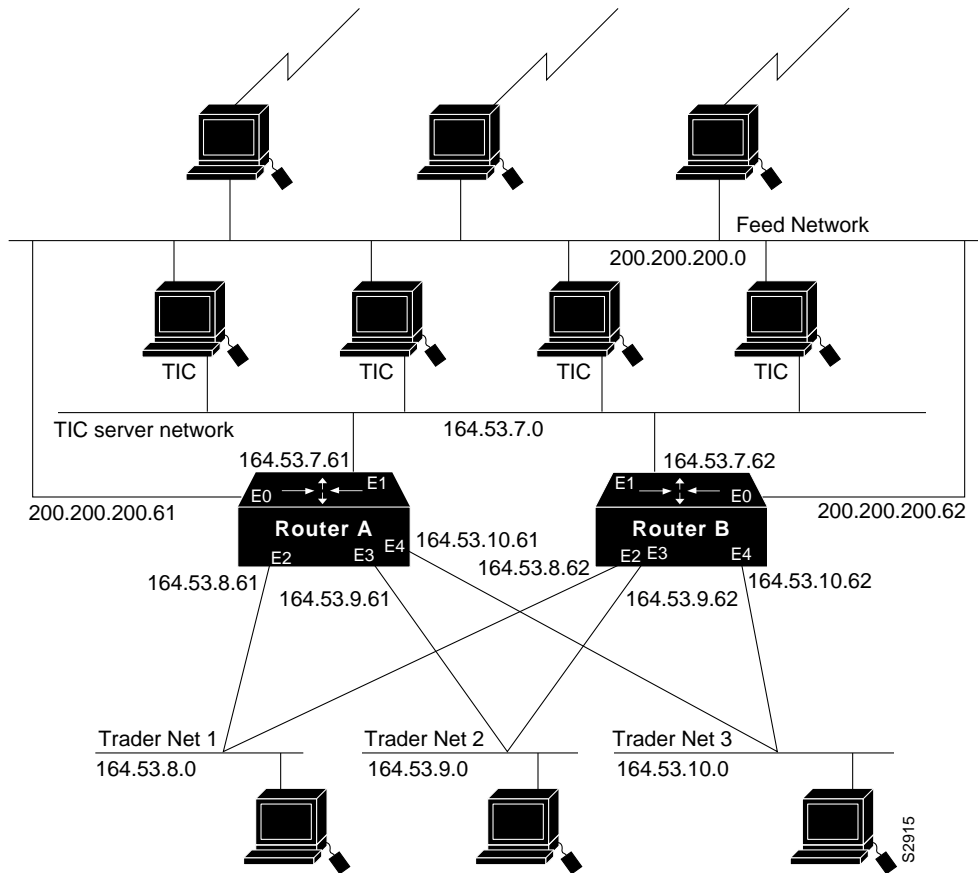 Feed Network
200.200.200.0
TIC
TIC
TIC
TIC
TIC server network
164.53.7.0
164.53.7.61
164.53.7.62
E0
E1
E1
E0
200.200.200.61
200.200.200.62
Router A
Router B
E2
E3
E4
E2
E3
E4
164.53.10.61
164.53.8.61
164.53.8.62
164.53.10.62
164.53.9.61
164.53.9.62
Trader Net 1
Trader Net 2
Trader Net 3
164.53.8.0
164.53.9.0
164.53.10.0
S2915